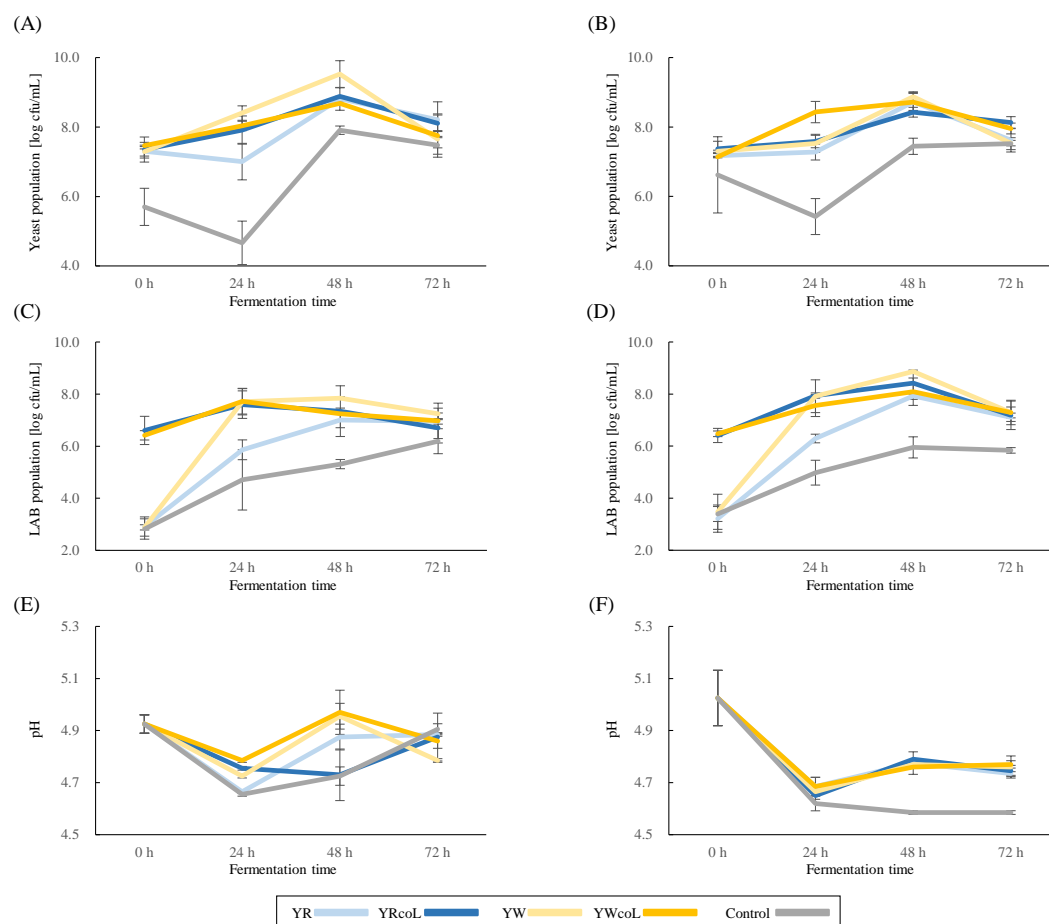 (A)
10.0
8.0
6.0
4.0
Yeast population [log cfu/mL]
0 h 24 h 48 h 72 h
Fermentation time
(B)
10.0
8.0
6.0
4.0
Yeast population [log cfu/mL]
0 h 24 h 48 h 72 h
Fermentation time
(C)
10.0
8.0
6.0
4.0
2.0
LAB population [log cfu/mL]
0 h 24 h 48 h 72 h
Fermentation time
(D)
10.0
8.0
6.0
4.0
2.0
LAB population [log cfu/mL]
0 h 24 h 48 h 72 h
Fermentation time
(E)
5.3
5.1
4.9
4.7
4.5
pH
0 h 24 h 48 h 72 h
Fermentation time
(F)
5.3
5.1
4.9
4.7
4.5
pH
0 h 24 h 48 h 72 h
Fermentation time
YR YRcoL YW YWcoL Control